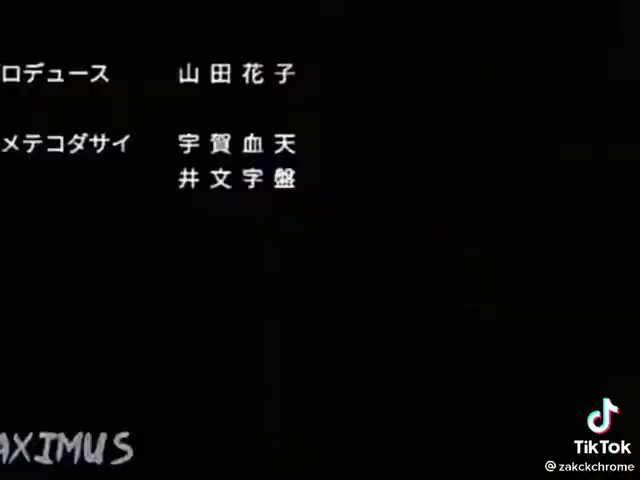 ロデュース 山田花子
メテコダサイ 宇賀血天
井文字盤
AXIMUS
TikTok
@zakckchrome